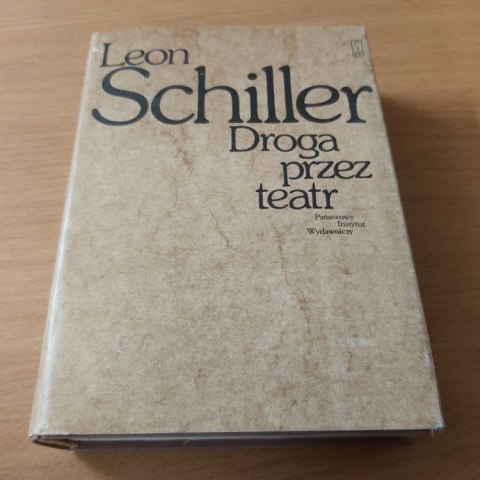 Leon
Schiller
Droga
przez
teatr
Państwowy
Instytut
Wydawniczy